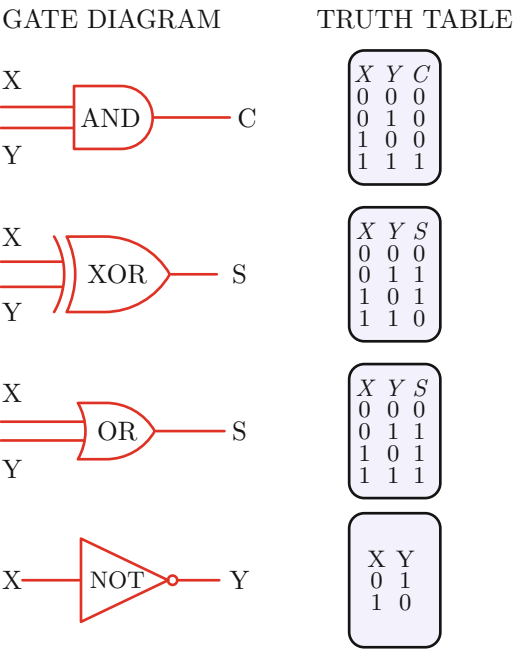 GATE DIAGRAM TRUTH TABLE
X
AND C
Y
X Y C
0 0 0
0 1 0
1 0 0
1 1 1
X
XOR S
Y
X Y S
0 0 0
0 1 1
1 0 1
1 1 0
X
OR S
Y
X Y S
0 0 0
0 1 1
1 0 1
1 1 1
X NOT Y
X Y
0 1
1 0